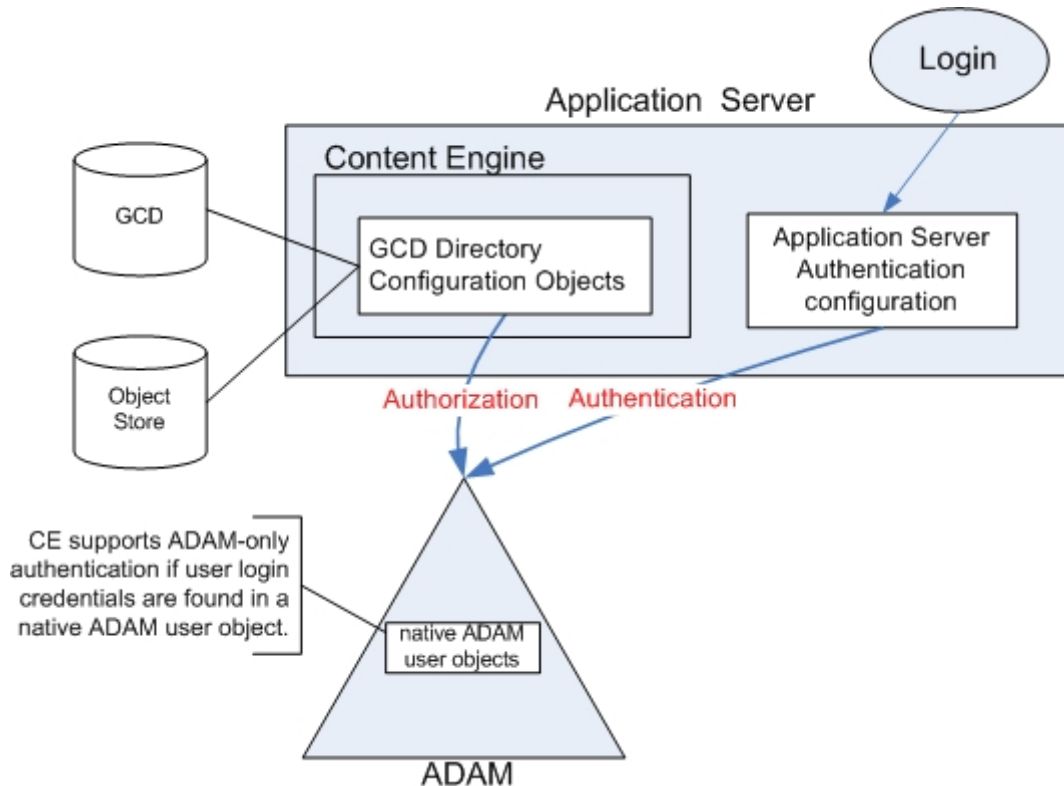 Login
Application Server
Content Engine
GCD
GCD Directory
Configuration Objects
Application Server
Authentication
configuration
Object
Store
Authorization
Authentication
CE supports ADAM-only
authentication if user login
credentials are found in a
native ADAM user object.
native ADAM
user objects
ADAM